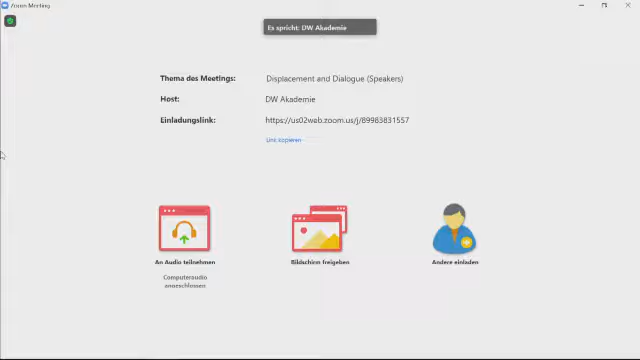 Zoom Meeting
Es spricht: DW Akademie
Thema des Meetings: Displacement and Dialogue (Speakers)
Host: DW Akademie
Einladungslink: https://us02web.zoom.us/j/89983831557
Link kopieren
An Audio teilnehmen
Bildschirm freigeben
Andere einladen
Computeraudio
angeschlossen